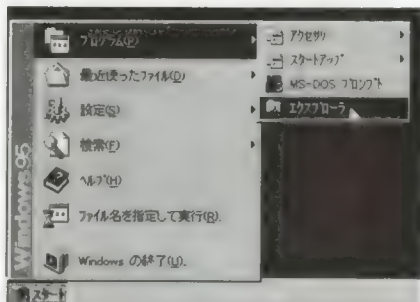 プログラム(P)
最近使ったファイル(D)
設定(S)
検索(F)
ヘルプ(H)
ファイル名を指定して実行(R).
Windows の終了(U).
アクセサリ
スタートアップ
MS-DOS プロンプト
エクスプローラ
Windows95
スタート